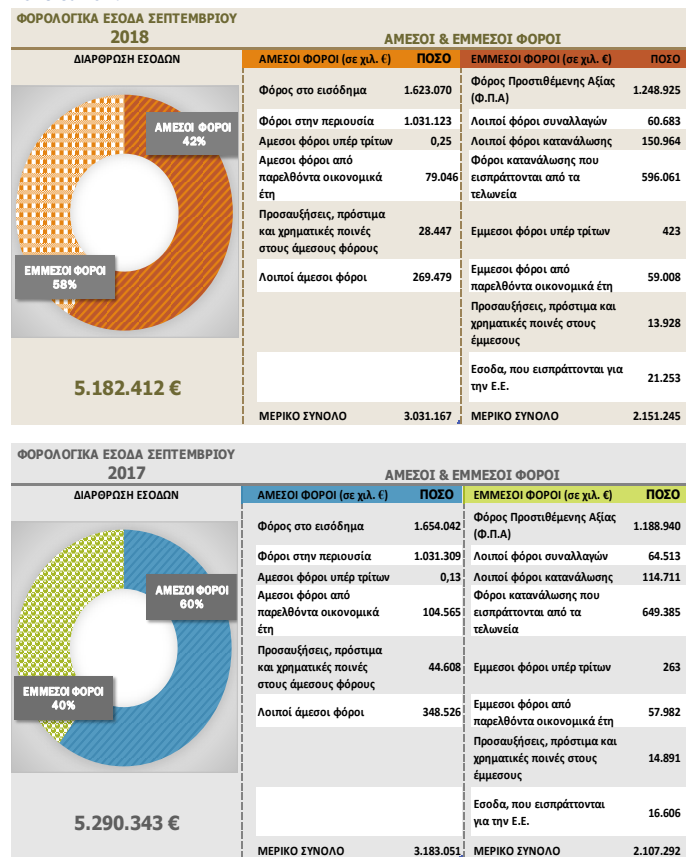 ΦΟΡΟΛΟΓΙΚΑ ΕΣΟΔΑ ΣΕΠΤΕΜΒΡΙΟΥ
2018
ΑΜΕΣΟΙ & ΕΜΜΕΣΟΙ ΦΟΡΟΙ
ΔΙΑΡΘΡΩΣΗ ΕΣΟΔΩΝ
ΑΜΕΣΟΙ ΦΟΡΟΙ
42%
ΕΜΜΕΣΟΙ ΦΟΡΟΙ
58%
5.182.412 €
ΑΜΕΣΟΙ ΦΟΡΟΙ (σε χιλ. €) ΠΟΣΟ ΕΜΜΕΣΟΙ ΦΟΡΟΙ (σε χιλ. €) ΠΟΣΟ
Φόρος στο εισόδημα 1.623.070
Φόρος Προστιθέμενης Αξίας
(Φ.Π.Α) 1.248.925
Φόροι στην περιουσία 1.031.123 Λοιποί φόροι συναλλαγών 60.683
Αμεσοι φόροι υπέρ τρίτων 0,25 Λοιποί φόροι κατανάλωσης 150.964
Αμεσοι φόροι από
παρελθόντα οικονομικά 79.046
έτη
Φόροι κατανάλωσης που
εισπράττονται από τα 596.061
τελωνεία
Προσαυξήσεις, πρόστιμα
και χρηματικές ποινές 28.447
στους άμεσους φόρους
Εμμεσοι φόροι υπέρ τρίτων 423
Λοιποί άμεσοι φόροι 269.479
Εμμεσοι φόροι από
παρελθόντα οικονομικά έτη 59.008
Προσαυξήσεις, πρόστιμα και
χρηματικές ποινές στους 13.928
έμμεσους
Εσοδα, που εισπράττονται για
την Ε.Ε. 21.253
ΜΕΡΙΚΟ ΣΥΝΟΛΟ 3.031.167 ΜΕΡΙΚΟ ΣΥΝΟΛΟ 2.151.245
ΦΟΡΟΛΟΓΙΚΑ ΕΣΟΔΑ ΣΕΠΤΕΜΒΡΙΟΥ
2017
ΑΜΕΣΟΙ & ΕΜΜΕΣΟΙ ΦΟΡΟΙ
ΔΙΑΡΘΡΩΣΗ ΕΣΟΔΩΝ
ΑΜΕΣΟΙ ΦΟΡΟΙ
60%
ΕΜΜΕΣΟΙ ΦΟΡΟΙ
40%
5.290.343 €
ΑΜΕΣΟΙ ΦΟΡΟΙ (σε χιλ. €) ΠΟΣΟ ΕΜΜΕΣΟΙ ΦΟΡΟΙ (σε χιλ. €) ΠΟΣΟ
Φόρος στο εισόδημα 1.654.042
Φόρος Προστιθέμενης Αξίας
(Φ.Π.Α) 1.188.940
Φόροι στην περιουσία 1.031.309 Λοιποί φόροι συναλλαγών 64.513
Αμεσοι φόροι υπέρ τρίτων 0,13 Λοιποί φόροι κατανάλωσης 114.711
Αμεσοι φόροι από
παρελθόντα οικονομικά 104.565
έτη
Φόροι κατανάλωσης που
εισπράττονται από τα 649.385
τελωνεία
Προσαυξήσεις, πρόστιμα
και χρηματικές ποινές 44.608
στους άμεσους φόρους
Εμμεσοι φόροι υπέρ τρίτων 263
Λοιποί άμεσοι φόροι 348.526
Εμμεσοι φόροι από
παρελθόντα οικονομικά έτη 57.982
Προσαυξήσεις, πρόστιμα και
χρηματικές ποινές στους 14.891
έμμεσους
Εσοδα, που εισπράττονται
για την Ε.Ε. 16.606
ΜΕΡΙΚΟ ΣΥΝΟΛΟ 3.183.051 ΜΕΡΙΚΟ ΣΥΝΟΛΟ 2.107.292